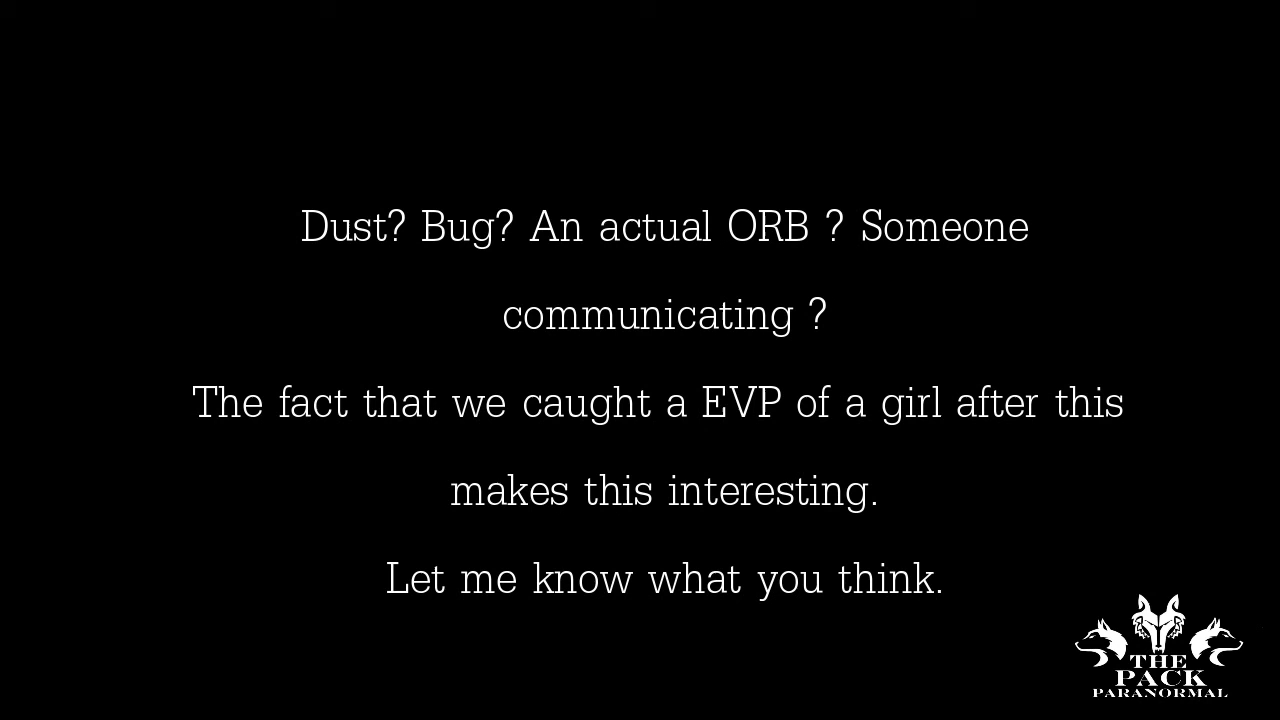 Dust? Bug? An actual ORB ? Someone
communicating ?
The fact that we caught a EVP of a girl after this
makes this interesting.
Let me know what you think.
THE
PACK
PARANORMAL